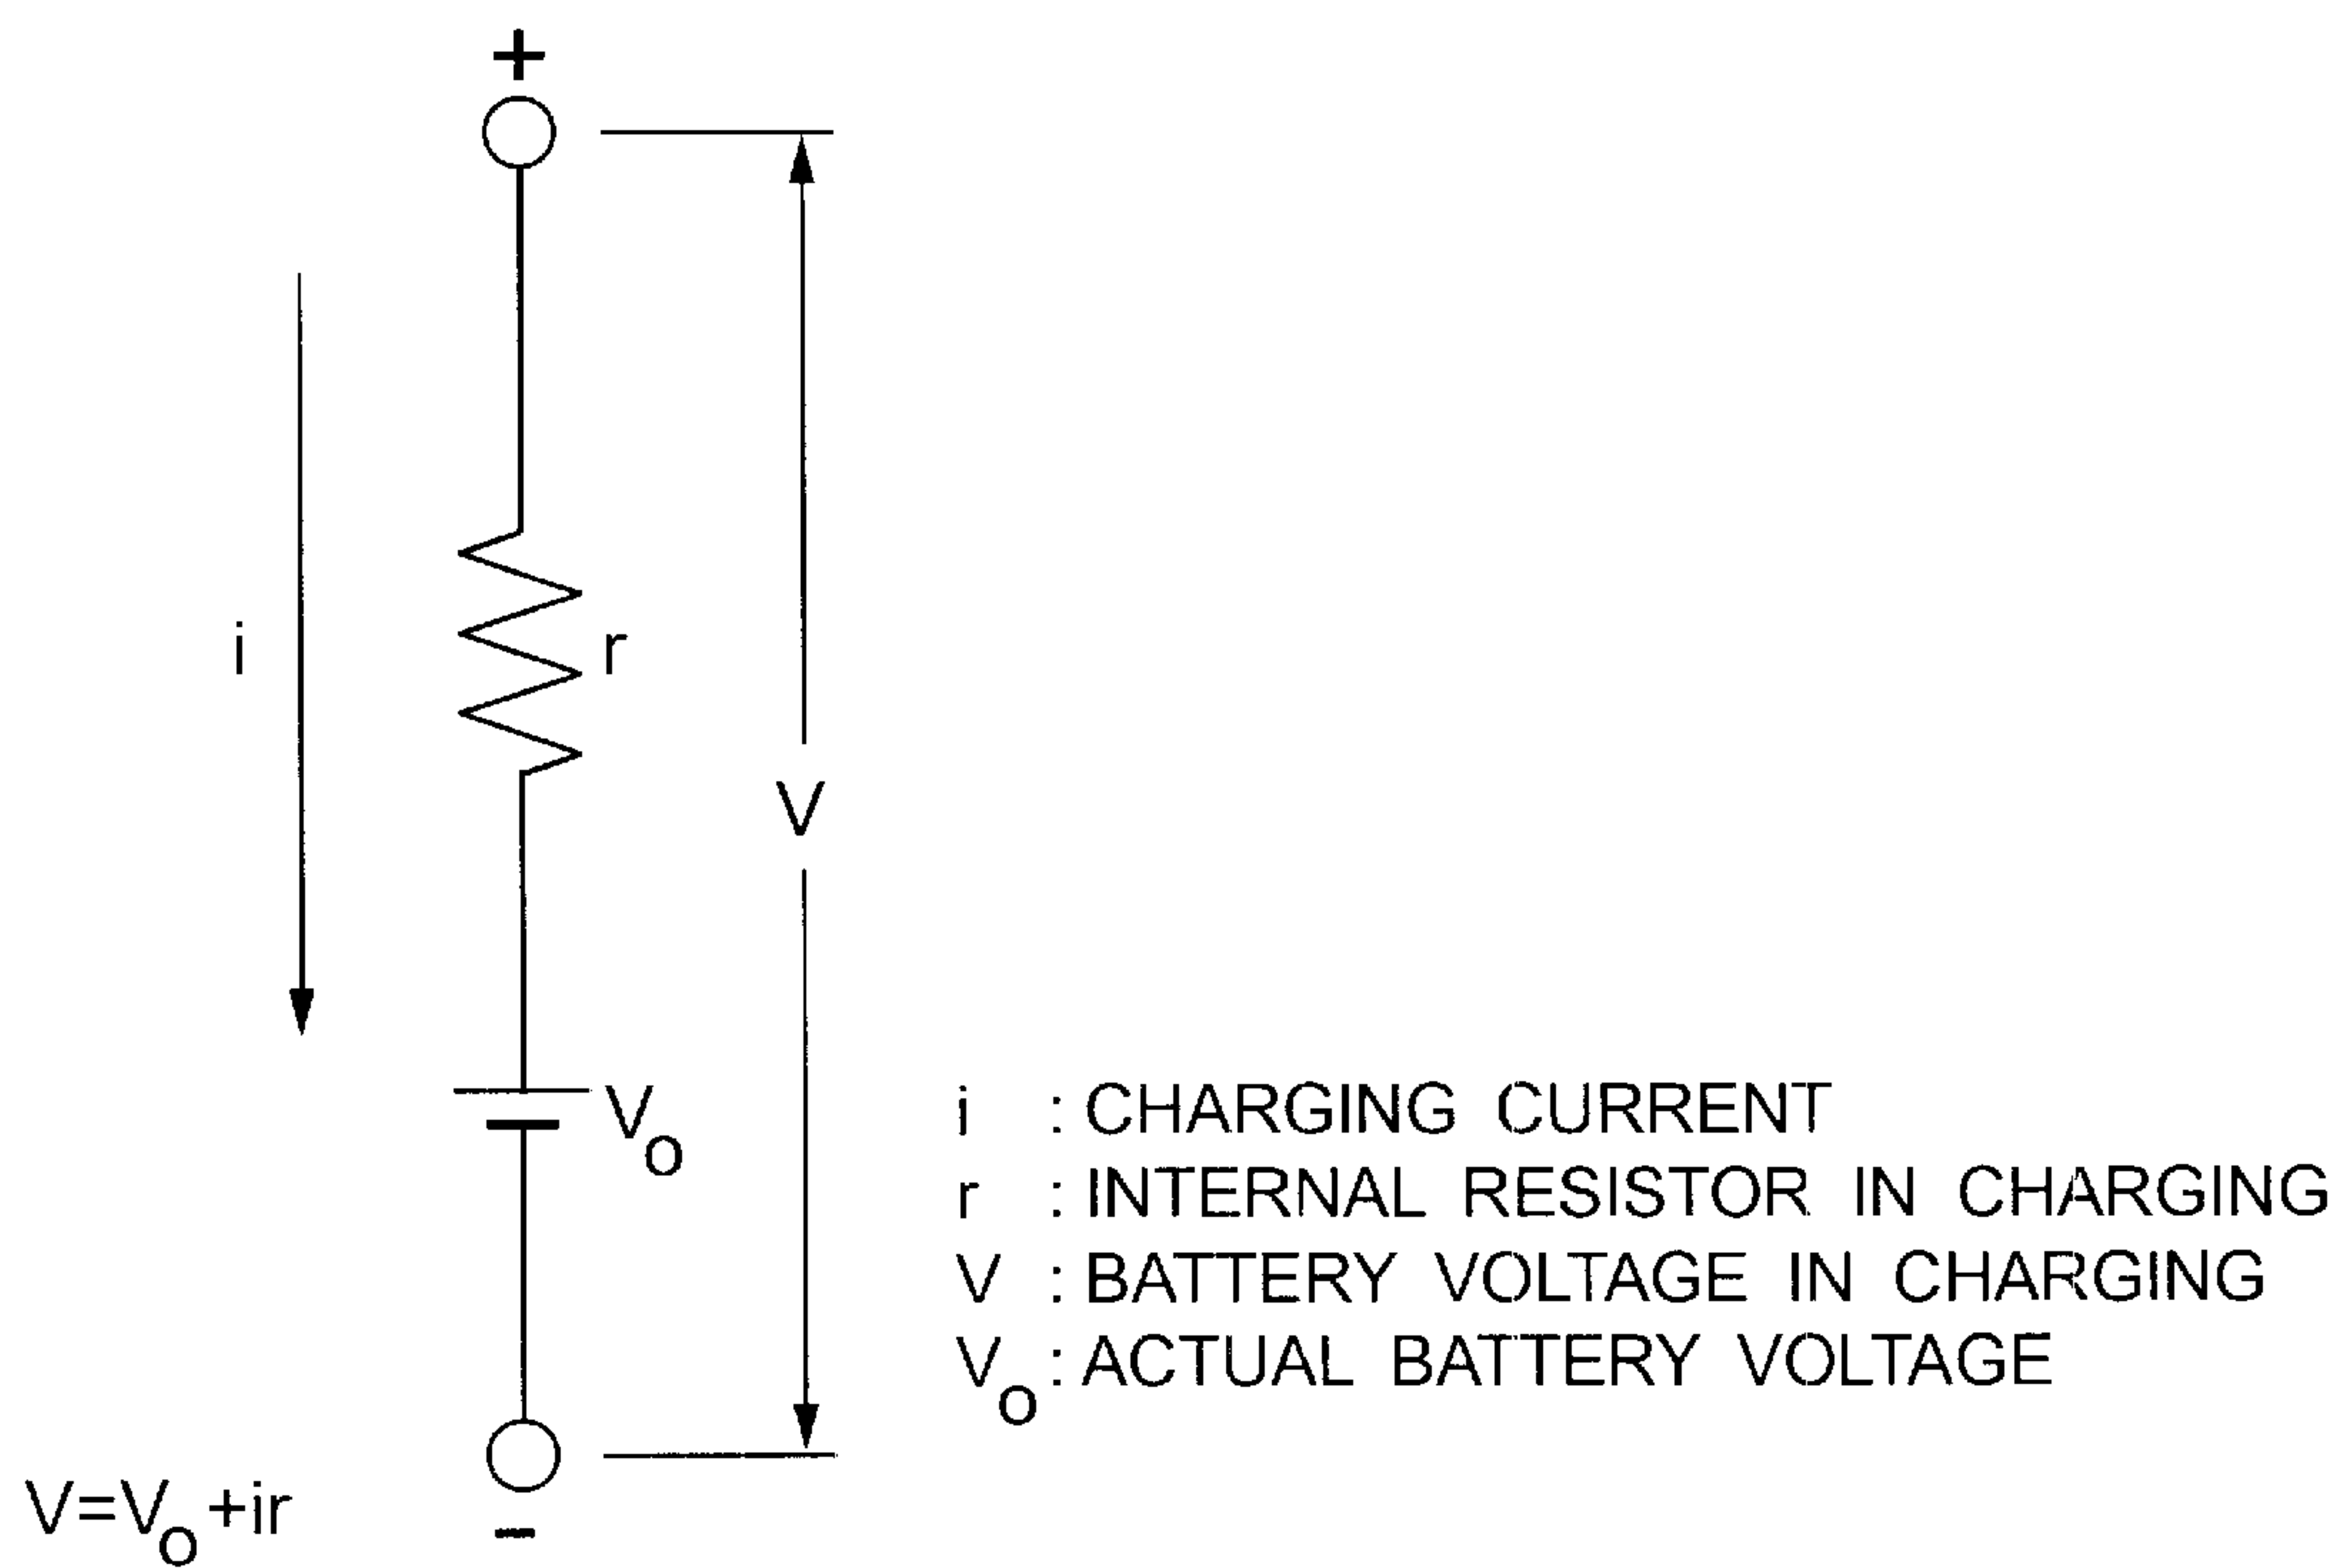 +
i
r
V
Vo
i : CHARGING CURRENT
r : INTERNAL RESISTOR IN CHARGING
V : BATTERY VOLTAGE IN CHARGING
Vo : ACTUAL BATTERY VOLTAGE
V=Vo+ir
-